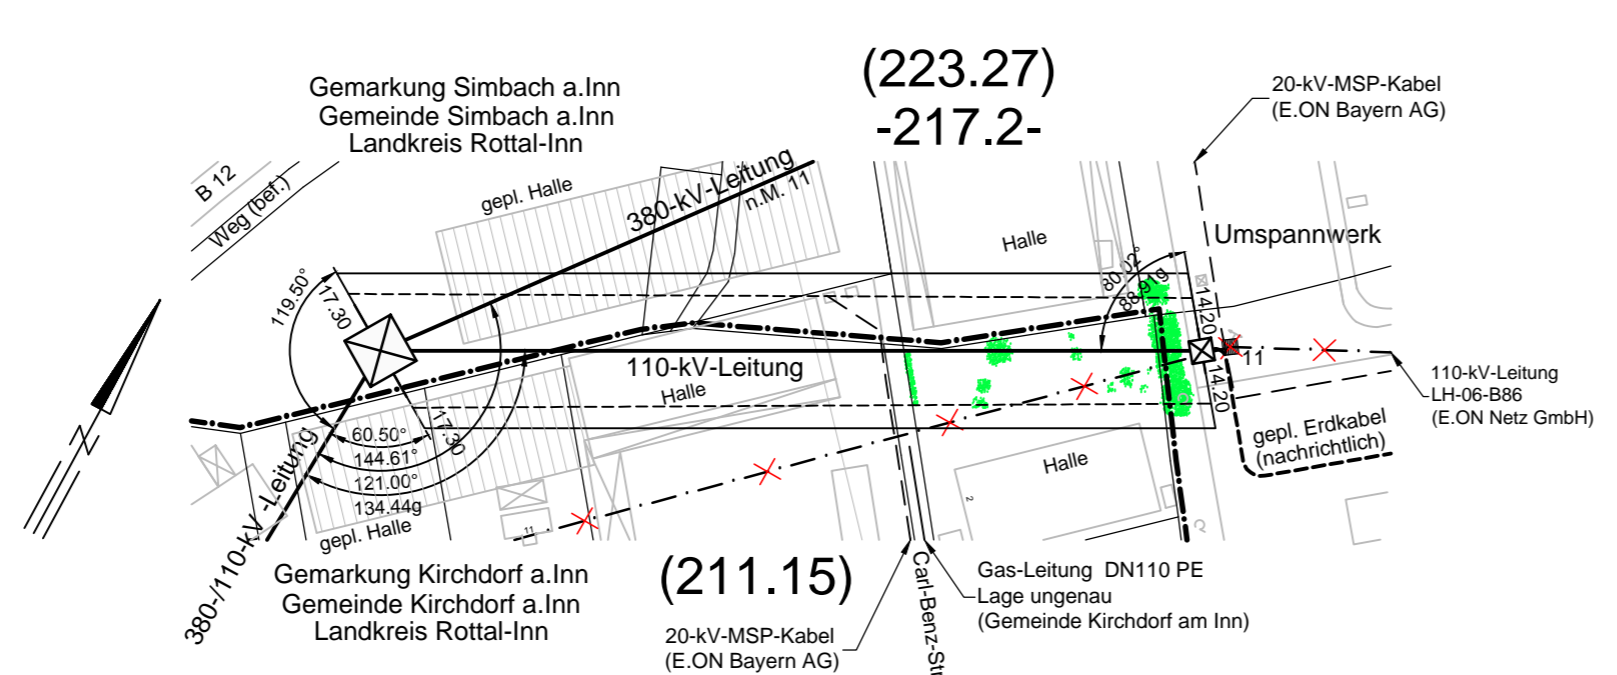 (223.27)
-217.2-
Gemarkung Simbach a.Inn
Gemeinde Simbach a.Inn
Landkreis Rottal-Inn
20-kV-MSP-Kabel
(E.ON Bayern AG)
B 12
Weg (bef.)
gepl. Halle
380-kV-Leitung
n.M. 11
Halle
Umspannwerk
119.50°
17.30
80.02°
88.91g
14.20
110-kV-Leitung
Halle
11
14.20
110-kV-Leitung
LH-06-B86
(E.ON Netz GmbH)
gepl. Erdkabel
(nachrichtlich)
17.30
60.50°
144.61°
121.00°
134.44g
gepl. Halle
380-/110-kV -Leitung
11
Halle
2
Gemarkung Kirchdorf a.Inn
Gemeinde Kirchdorf a.Inn
Landkreis Rottal-Inn
(211.15)
20-kV-MSP-Kabel
(E.ON Bayern AG)
Carl-Benz-Str
Gas-Leitung DN110 PE
Lage ungenau
(Gemeinde Kirchdorf am Inn)